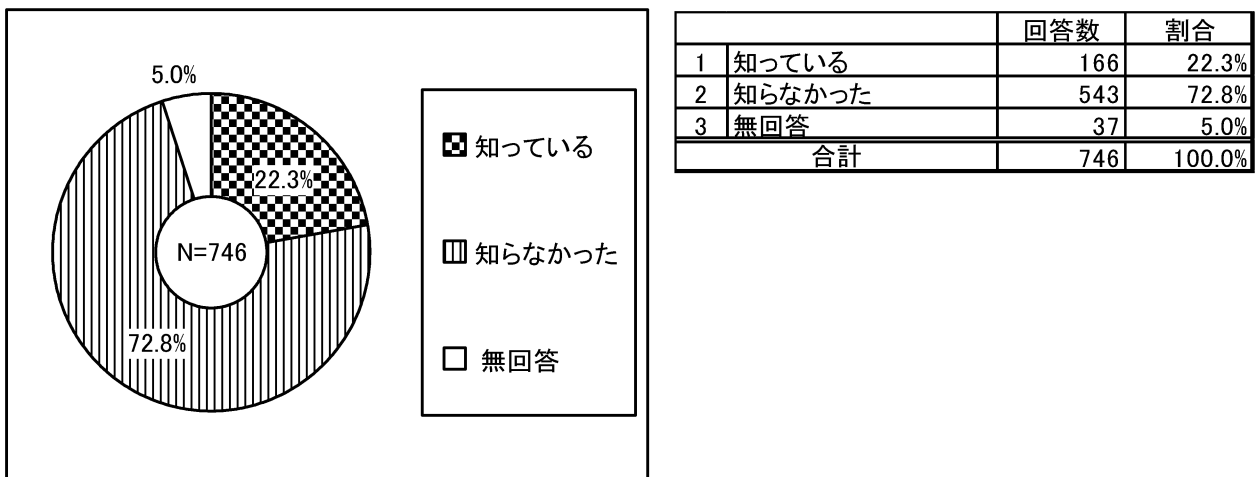 5.0%
22.3%
N=746
72.8%
知っている
知らなかった
無回答
回答数 割合
1 知っている 166 22.3%
2 知らなかった 543 72.8%
3 無回答 37 5.0%
合計 746 100.0%